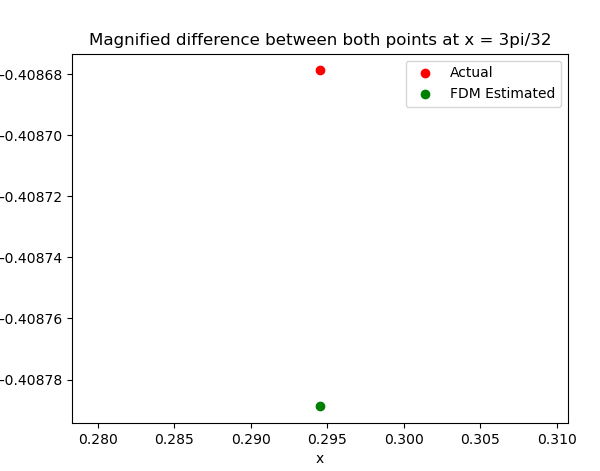 Magnified difference between both points at x = 3pi/32
Actual
FDM Estimated
-0.40868
-0.40870
-0.40872
-0.40874
-0.40876
-0.40878
0.280 0.285 0.290 0.295 0.300 0.305 0.310
x